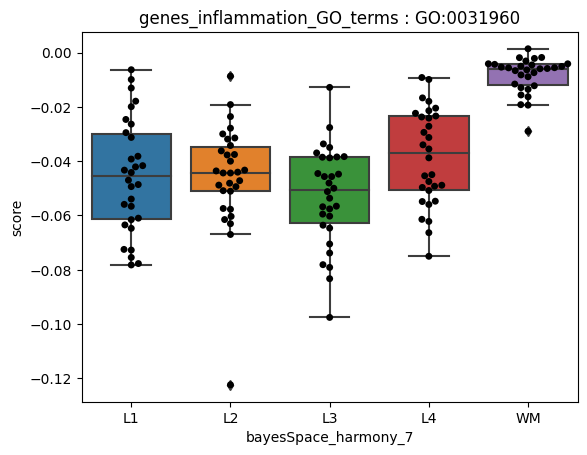 genes_inflammation_GO_terms : GO:0031960
0.00
−0.02
−0.04
−0.06
−0.08
−0.10
−0.12
score
L1 L2 L3 L4 WM
bayesSpace_harmony_7